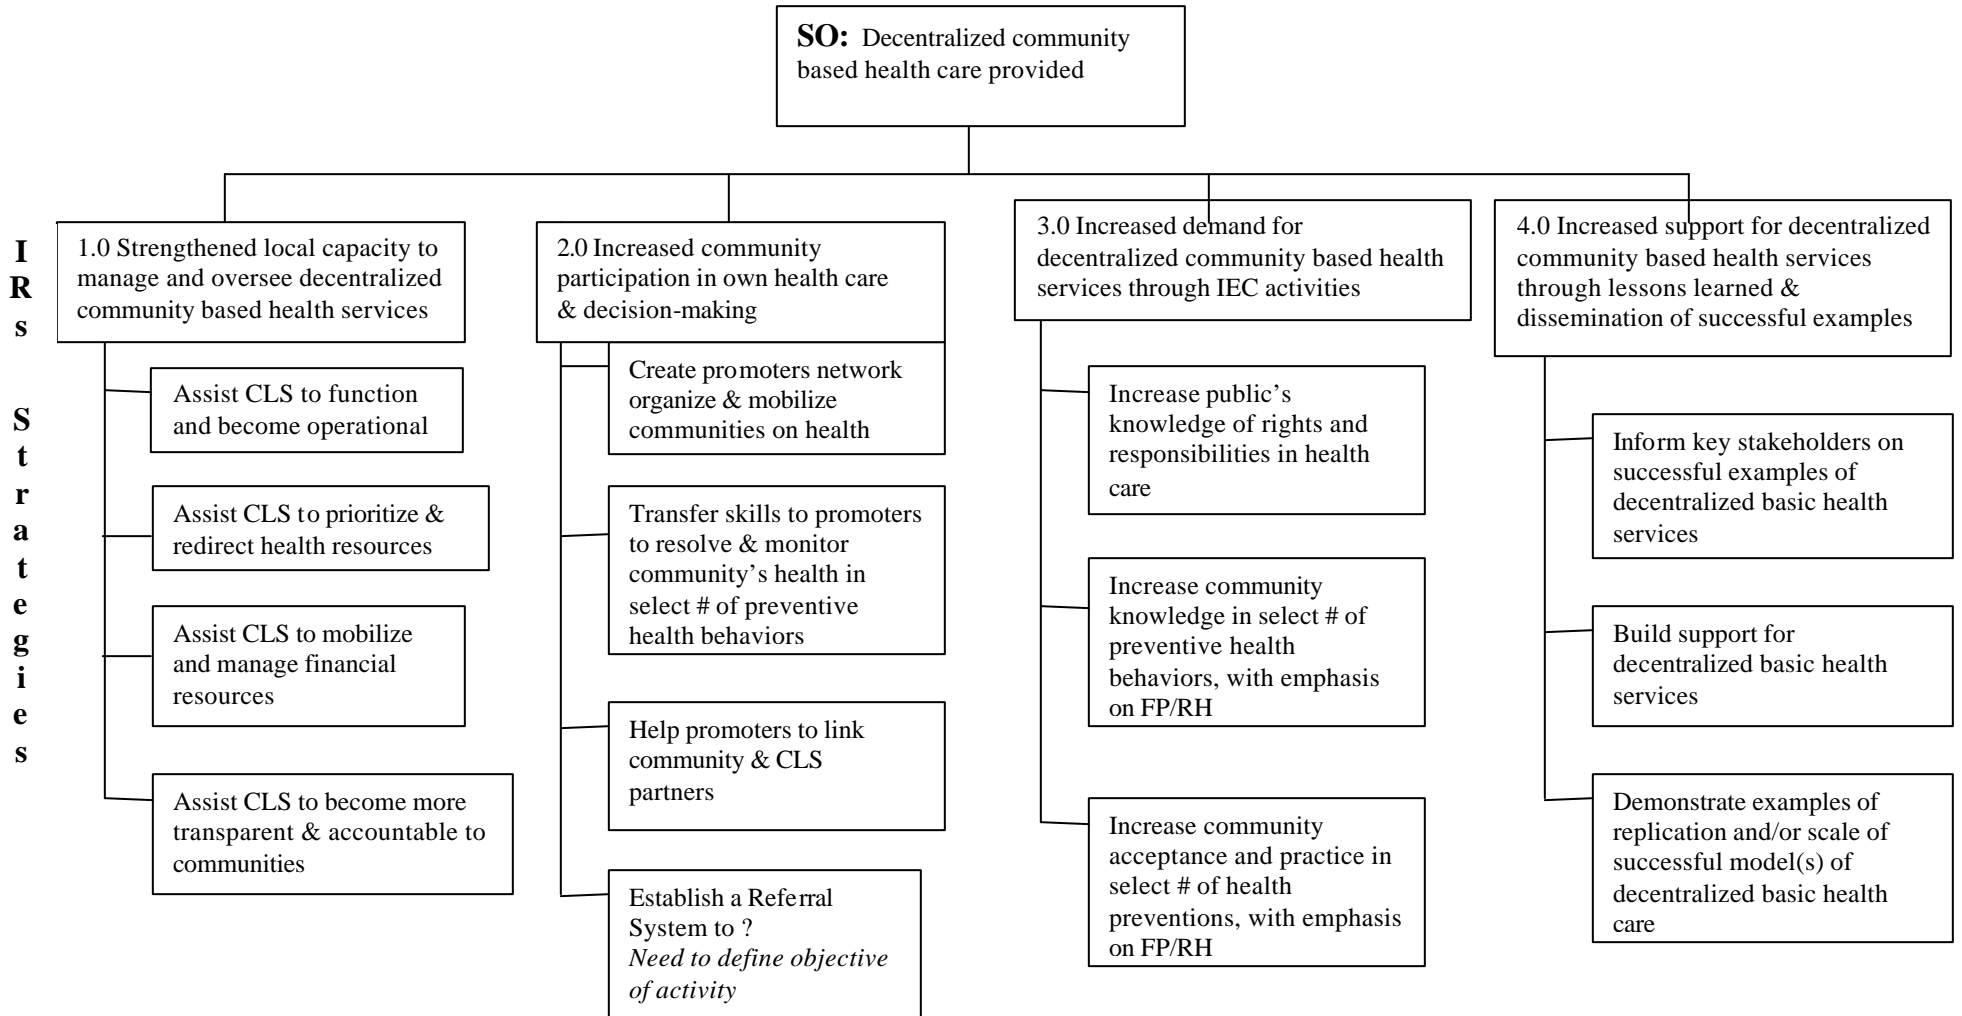 SO: Decentralized community
based health care provided
IRs
Strategies
1.0 Strengthened local capacity to
manage and oversee decentralized
community based health services
Assist CLS to function
and become operational
Assist CLS to prioritize &
redirect health resources
Assist CLS to mobilize
and manage financial
resources
Assist CLS to become more
transparent & accountable to
communities
2.0 Increased community
participation in own health care
& decision-making
Create promoters network
organize & mobilize
communities on health
Transfer skills to promoters
to resolve & monitor
community’s health in
select # of preventive
health behaviors
Help promoters to link
community & CLS
partners
Establish a Referral
System to ?
Need to define objective
of activity
3.0 Increased demand for
decentralized community based health
services through IEC activities
Increase public’s
knowledge of rights and
responsibilities in health
care
Increase community
knowledge in select # of
preventive health
behaviors, with emphasis
on FP/RH
Increase community
acceptance and practice in
select # of health
preventions, with emphasis
on FP/RH
4.0 Increased support for decentralized
community based health services
through lessons learned &
dissemination of successful examples
Inform key stakeholders on
successful examples of
decentralized basic health
services
Build support for
decentralized basic health
services
Demonstrate examples of
replication and/or scale of
successful model(s) of
decentralized basic health
care